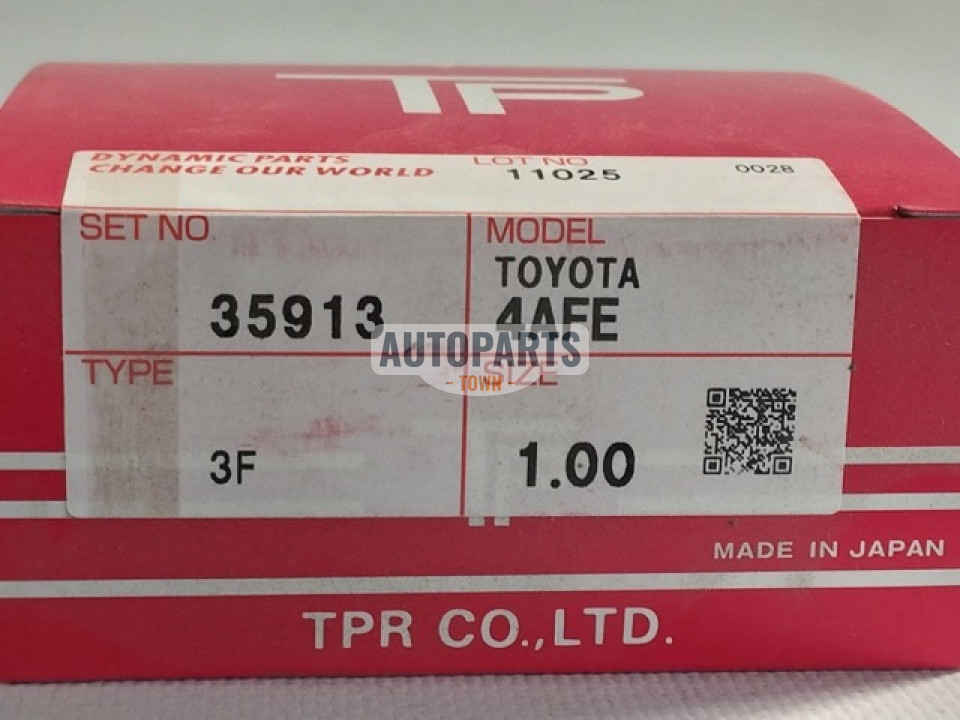 TP
DYNAMIC PARTS
CHANGE OUR WORLD
LOT NO
11025
0028
SET NO.
35913
MODEL
TOYOTA
4AFE
AUTOPARTS
- TOWN -
TYPE
3F
SIZE
1.00
MADE IN JAPAN
TPR CO.,LTD.